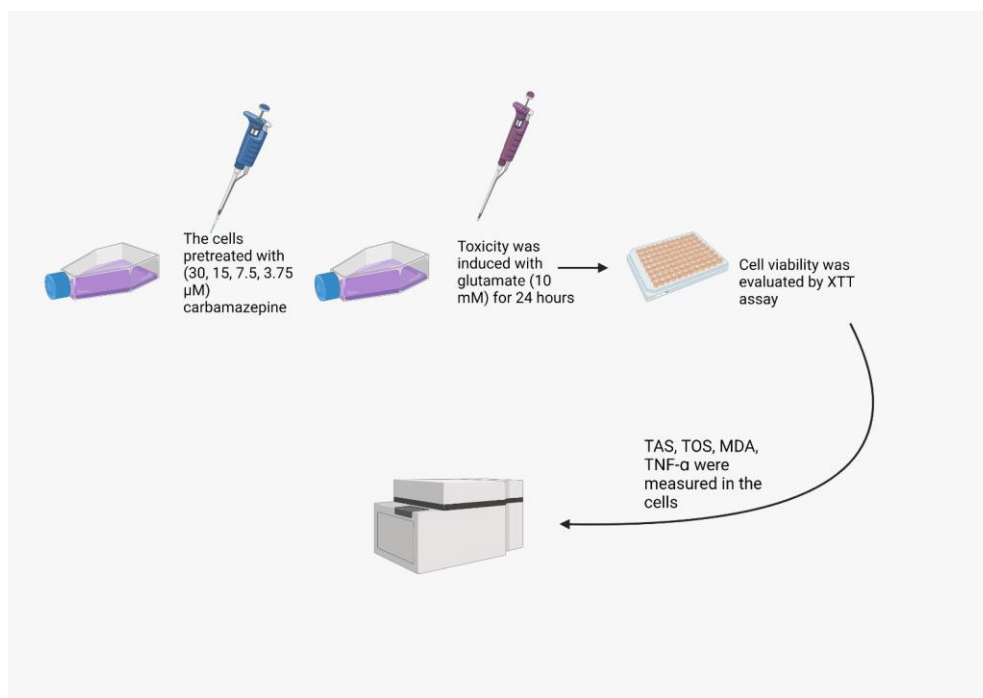 The cells
pretreated with
(30, 15, 7.5, 3.75
µM)
carbamazepine
Toxicity was
induced with
glutamate (10
mM) for 24 hours
Cell viability was
evaluated by XTT
assay
TAS, TOS, MDA,
TNF-α were
measured in the
cells